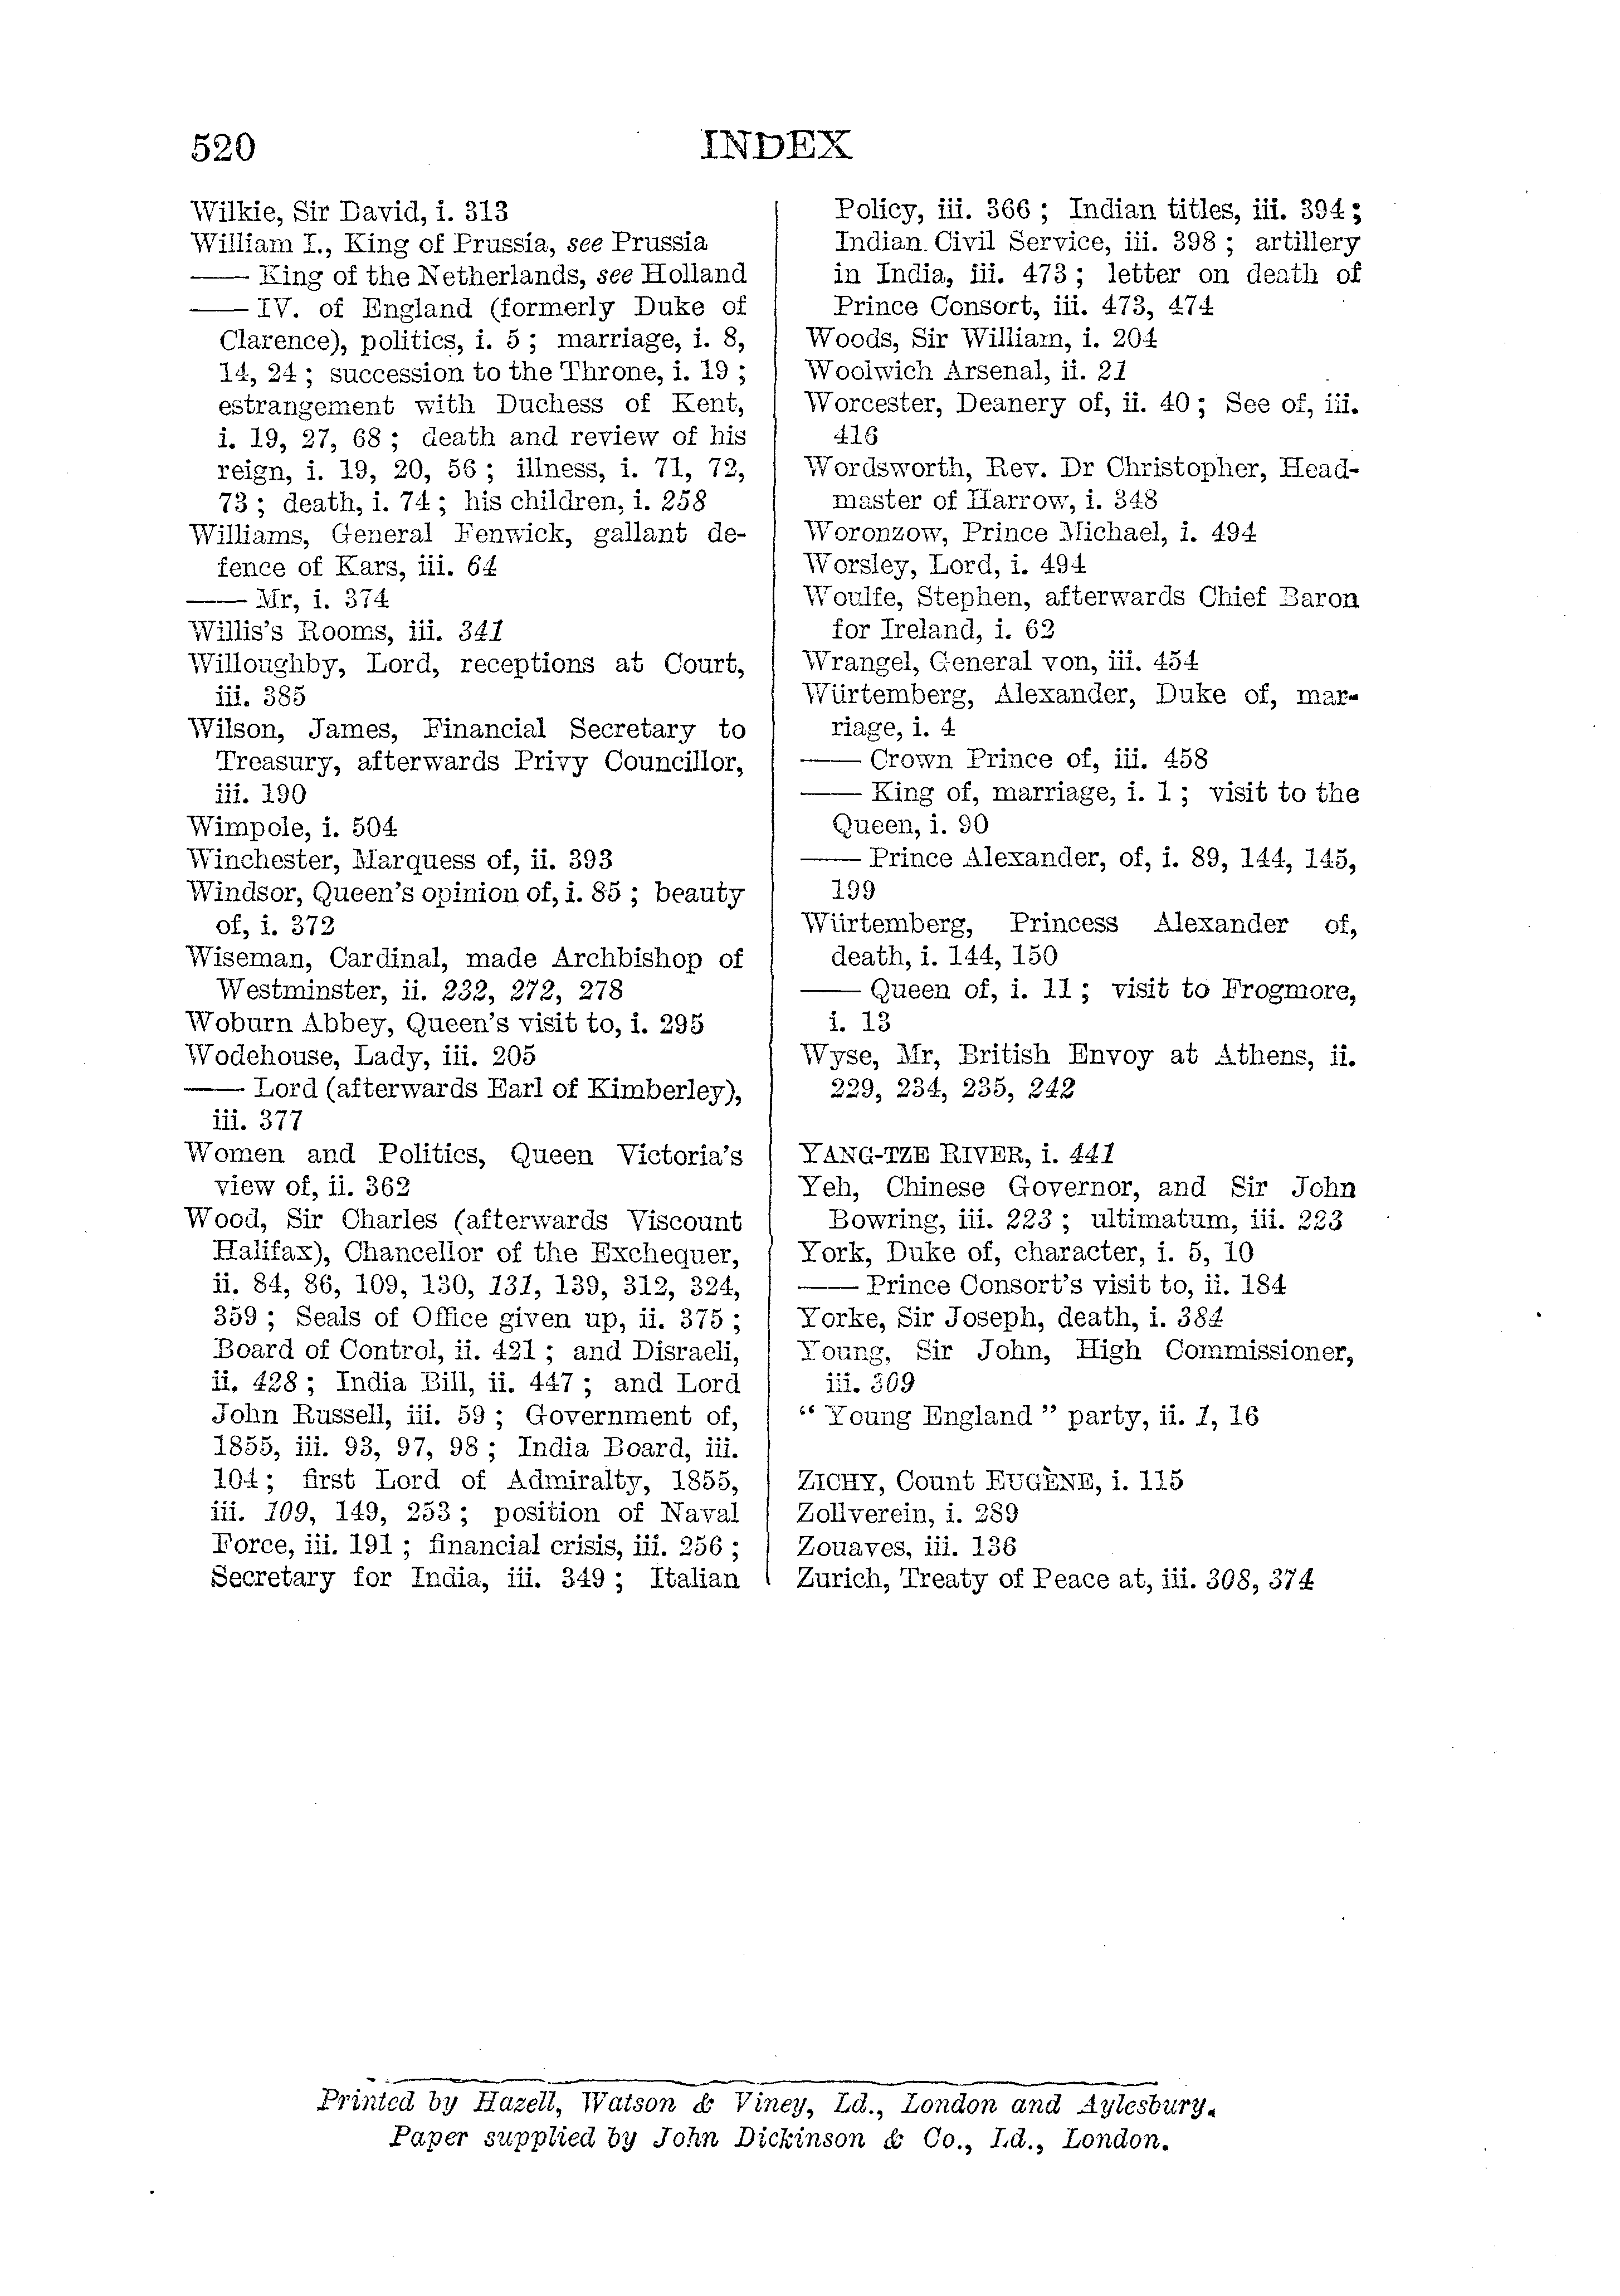 520
INDEX
Wilkie, Sir David, i. 313
William I., King of Prussia, see Prussia
—— King of the Netherlands, see Holland
—— IV. of England (formerly Duke of
Clarence), politics, i. 5; marriage, i. 8,
14, 24; succession to the Throne, i. 19;
estrangement with Duchess of Kent,
i. 19, 27, 68; death and review of his
reign, i. 19, 20, 56; illness, i. 71, 72,
73; death, i. 74; his children, i. 258
Williams, General Fenwick, gallant de-
fence of Kars, iii. 64
—— Mr, i. 374
Willis's Rooms, iii. 341
Willoughby, Lord, receptions at Court,
iii. 385
Wilson, James, Financial Secretary to
Treasury, afterwards Privy Councillor,
iii. 190
Wimpole, i. 504
Winchester, Marquess of, ii. 393
Windsor, Queen's opinion of, i. 85; beauty
of, i. 372
Wiseman, Cardinal, made Archbishop of
Westminster, ii. 232, 272, 278
Woburn Abbey, Queen's visit to, i. 295
Wodehouse, Lady, iii. 205
—— Lord (afterwards Earl of Kimberley),
iii. 377
Women and Politics, Queen Victoria's
view of, ii. 362
Wood, Sir Charles (afterwards Viscount
Halifax), Chancellor of the Exchequer,
ii. 84, 86, 109, 130, 131, 139, 312, 324,
359; Seals of Office given up, ii. 375;
Board of Control, ii. 421; and Disraeli,
ii. 428; India Bill, ii. 447; and Lord
John Russell, iii. 59; Government of,
1855, iii. 93, 97, 98; India Board, iii.
104; first Lord of Admiralty, 1855,
iii. 109, 149, 253; position of Naval
Force, iii. 191; financial crisis, iii. 256;
Secretary for India, iii. 349; Italian
Policy, iii. 366; Indian titles, iii. 394;
Indian Civil Service, iii. 398; artillery
in India, iii. 473; letter on death of
Prince Consort, iii. 473, 474
Woods, Sir William, i. 204
Woolwich Arsenal, ii. 21
Worcester, Deanery of, ii. 40; See of, iii.
416
Wordsworth, Rev. Dr Christopher, Head-
master of Harrow, i. 348
Woronzow, Prince Michael, i. 494
Worsley, Lord, i. 494
Woulfe, Stephen, afterwards Chief Baron
for Ireland, i. 62
Wrangel, General von, iii. 454
Würtemberg, Alexander, Duke of, mar-
riage, i. 4
—— Crown Prince of, iii. 458
—— King of, marriage, i. 1; visit to the
Queen, i. 90
—— Prince Alexander, of, i. 89, 144, 145,
199
Würtemberg, Princess Alexander of,
death, i. 144, 150
—— Queen of, i. 11; visit to Frogmore,
i. 13
Wyse, Mr, British Envoy at Athens, ii.
229, 234, 235, 242
YANG-TZE RIVER, i. 441
Yeh, Chinese Governor, and Sir John
Bowring, iii. 223; ultimatum, iii. 223
York, Duke of, character, i. 5, 10
—— Prince Consort's visit to, ii. 184
Yorke, Sir Joseph, death, i. 384
Young, Sir John, High Commissioner,
iii. 309
"Young England" party, ii. 1, 16
ZICHY, Count EUGÈNE, i. 115
Zollverein, i. 289
Zouaves, iii. 136
Zurich, Treaty of Peace at, iii. 308, 374
Printed by Hazell, Watson & Viney, Ld., London and Aylesbury.
Paper supplied by John Dickinson & Co., Ld., London.